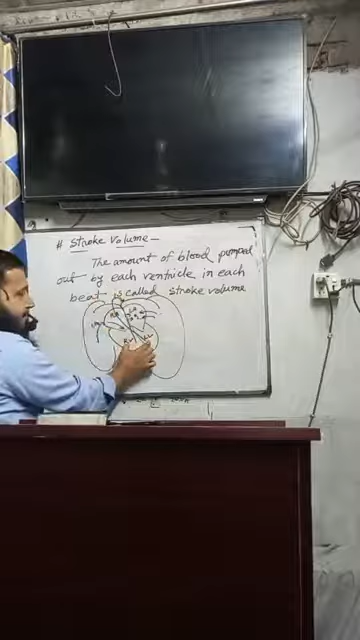 # Stroke Volume —
The amount of blood pumped
out by each ventricle in each
beat is called stroke volume